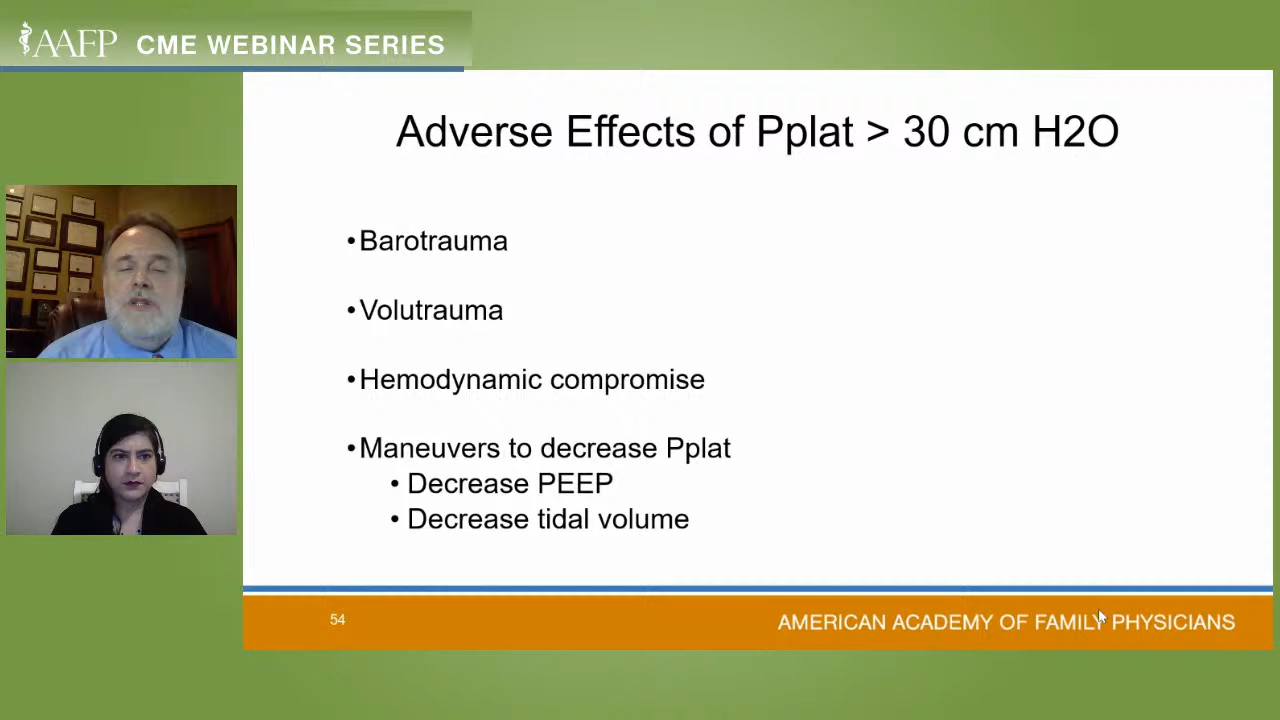 AAFP CME WEBINAR SERIES
Adverse Effects of Pplat > 30 cm H2O
•Barotrauma
•Volutrauma
•Hemodynamic compromise
•Maneuvers to decrease Pplat
• Decrease PEEP
• Decrease tidal volume
54
AMERICAN ACADEMY OF FAMILY PHYSICIANS